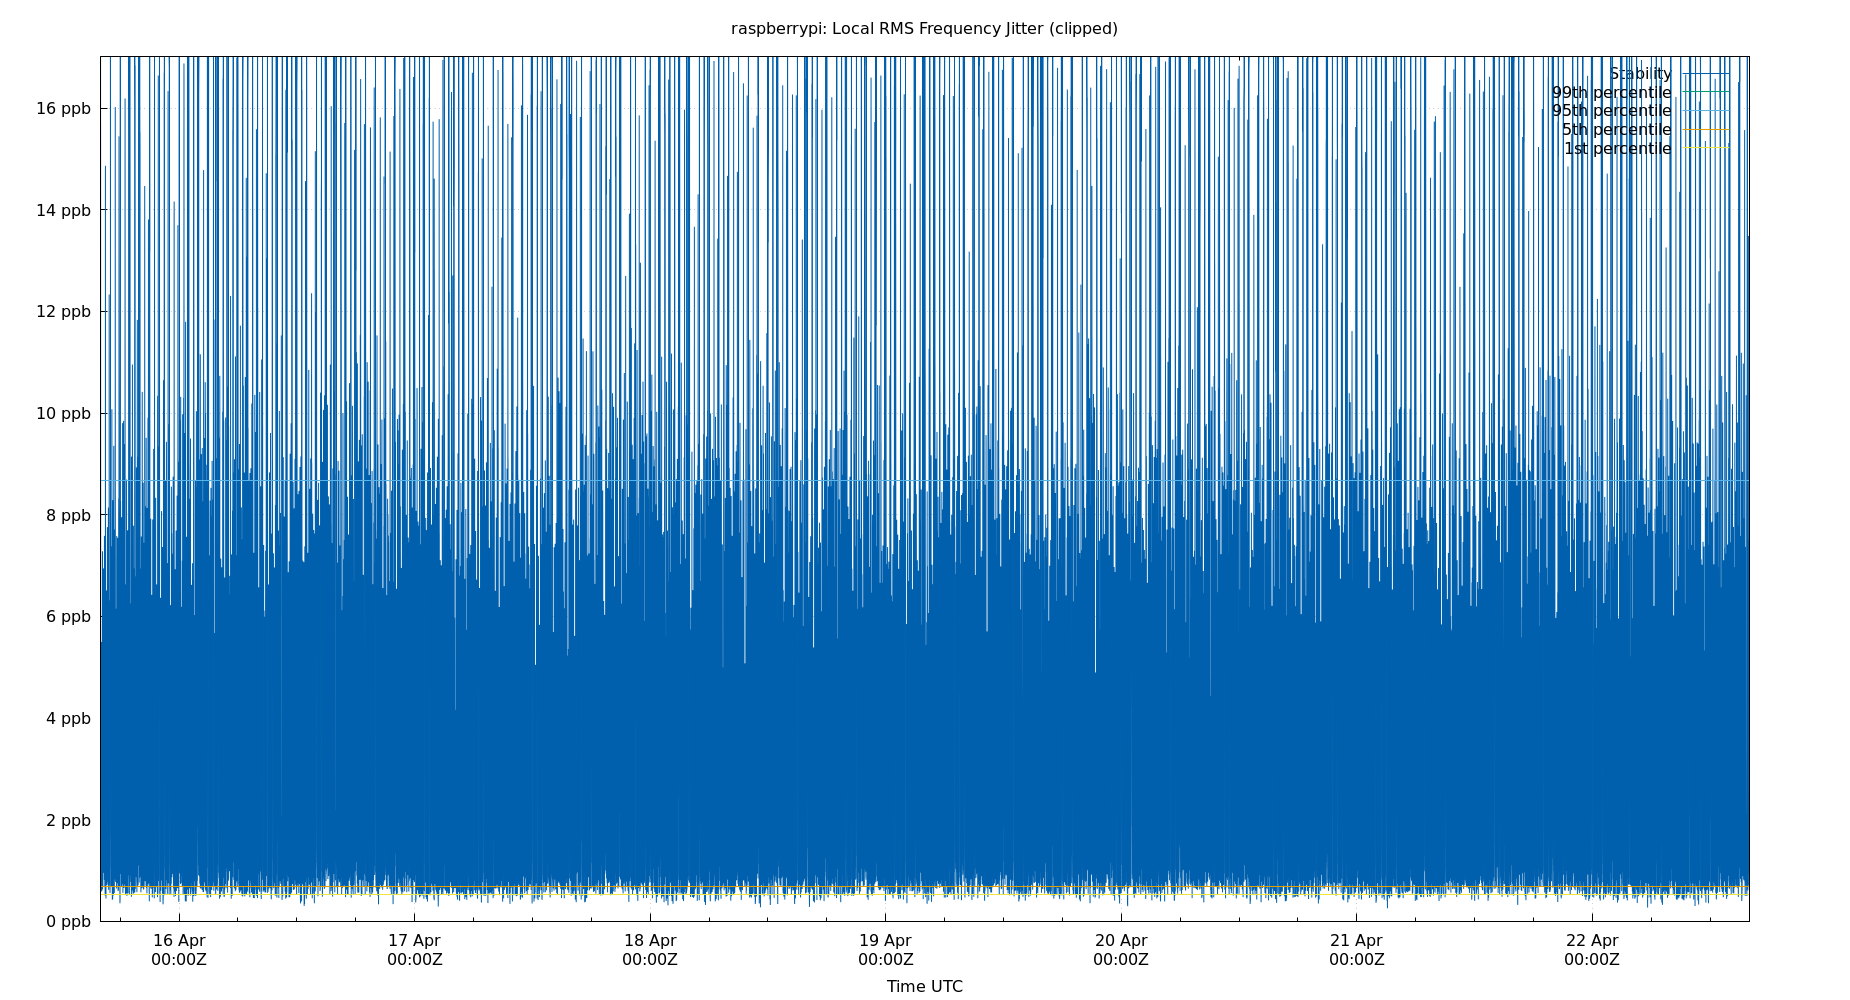 raspberrypi: Local RMS Frequency Jitter (clipped)
Stability
99th percentile
95th percentile
5th percentile
1st percentile
16 ppb
14 ppb
12 ppb
10 ppb
8 ppb
6 ppb
4 ppb
2 ppb
0 ppb
16 Apr 17 Apr 18 Apr 19 Apr 20 Apr 21 Apr 22 Apr
00:00Z 00:00Z 00:00Z 00:00Z 00:00Z 00:00Z 00:00Z
Time UTC